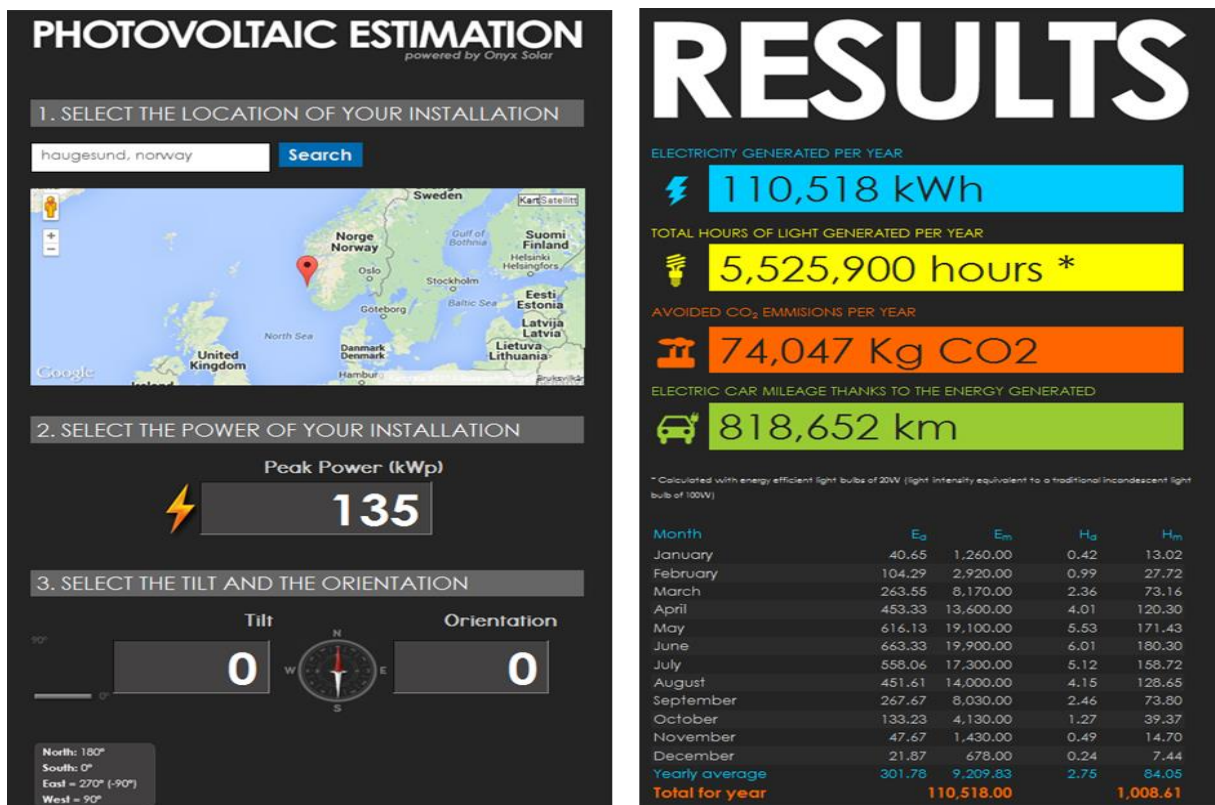 PHOTOVOLTAIC ESTIMATION
powered by Onyx Solar
1. SELECT THE LOCATION OF YOUR INSTALLATION
haugesund, norway Search
Sweden
Kart Satellitt
Norge
Norway
Gulf of
Bothnia
Suomi
Finland
Oslo
Helsinki
Helsingfors
Stockholm
Baltic Sea
Eesti
Estonia
Göteborg
Latvija
Latvia
North Sea
Danmark
Denmark
Lietuva
Lithuania
United
Kingdom
Hamburg
Google
2. SELECT THE POWER OF YOUR INSTALLATION
Peak Power (kWp)
135
3. SELECT THE TILT AND THE ORIENTATION
Tilt Orientation
90°
N
0 W E 0
0°
S
North: 180°
South: 0°
East = 270° (-90°)
West = 90°
RESULTS
ELECTRICITY GENERATED PER YEAR
110,518 kWh
TOTAL HOURS OF LIGHT GENERATED PER YEAR
5,525,900 hours *
AVOIDED CO₂ EMMISIONS PER YEAR
74,047 Kg CO2
ELECTRIC CAR MILEAGE THANKS TO THE ENERGY GENERATED
818,652 km
* Calculated with energy efficient light bulbs of 20W (light intensity equivalent to a traditional incandescent light
bulb of 100W)
Month Ed Em Hd Hm
January 40.65 1,260.00 0.42 13.02
February 104.29 2,920.00 0.99 27.72
March 263.55 8,170.00 2.36 73.16
April 453.33 13,600.00 4.01 120.30
May 616.13 19,100.00 5.53 171.43
June 663.33 19,900.00 6.01 180.30
July 558.06 17,300.00 5.12 158.72
August 451.61 14,000.00 4.15 128.65
September 267.67 8,030.00 2.46 73.80
October 133.23 4,130.00 1.27 39.37
November 47.67 1,430.00 0.49 14.70
December 21.87 678.00 0.24 7.44
Yearly average 301.78 9,209.83 2.75 84.05
Total for year 110,518.00 1,008.61